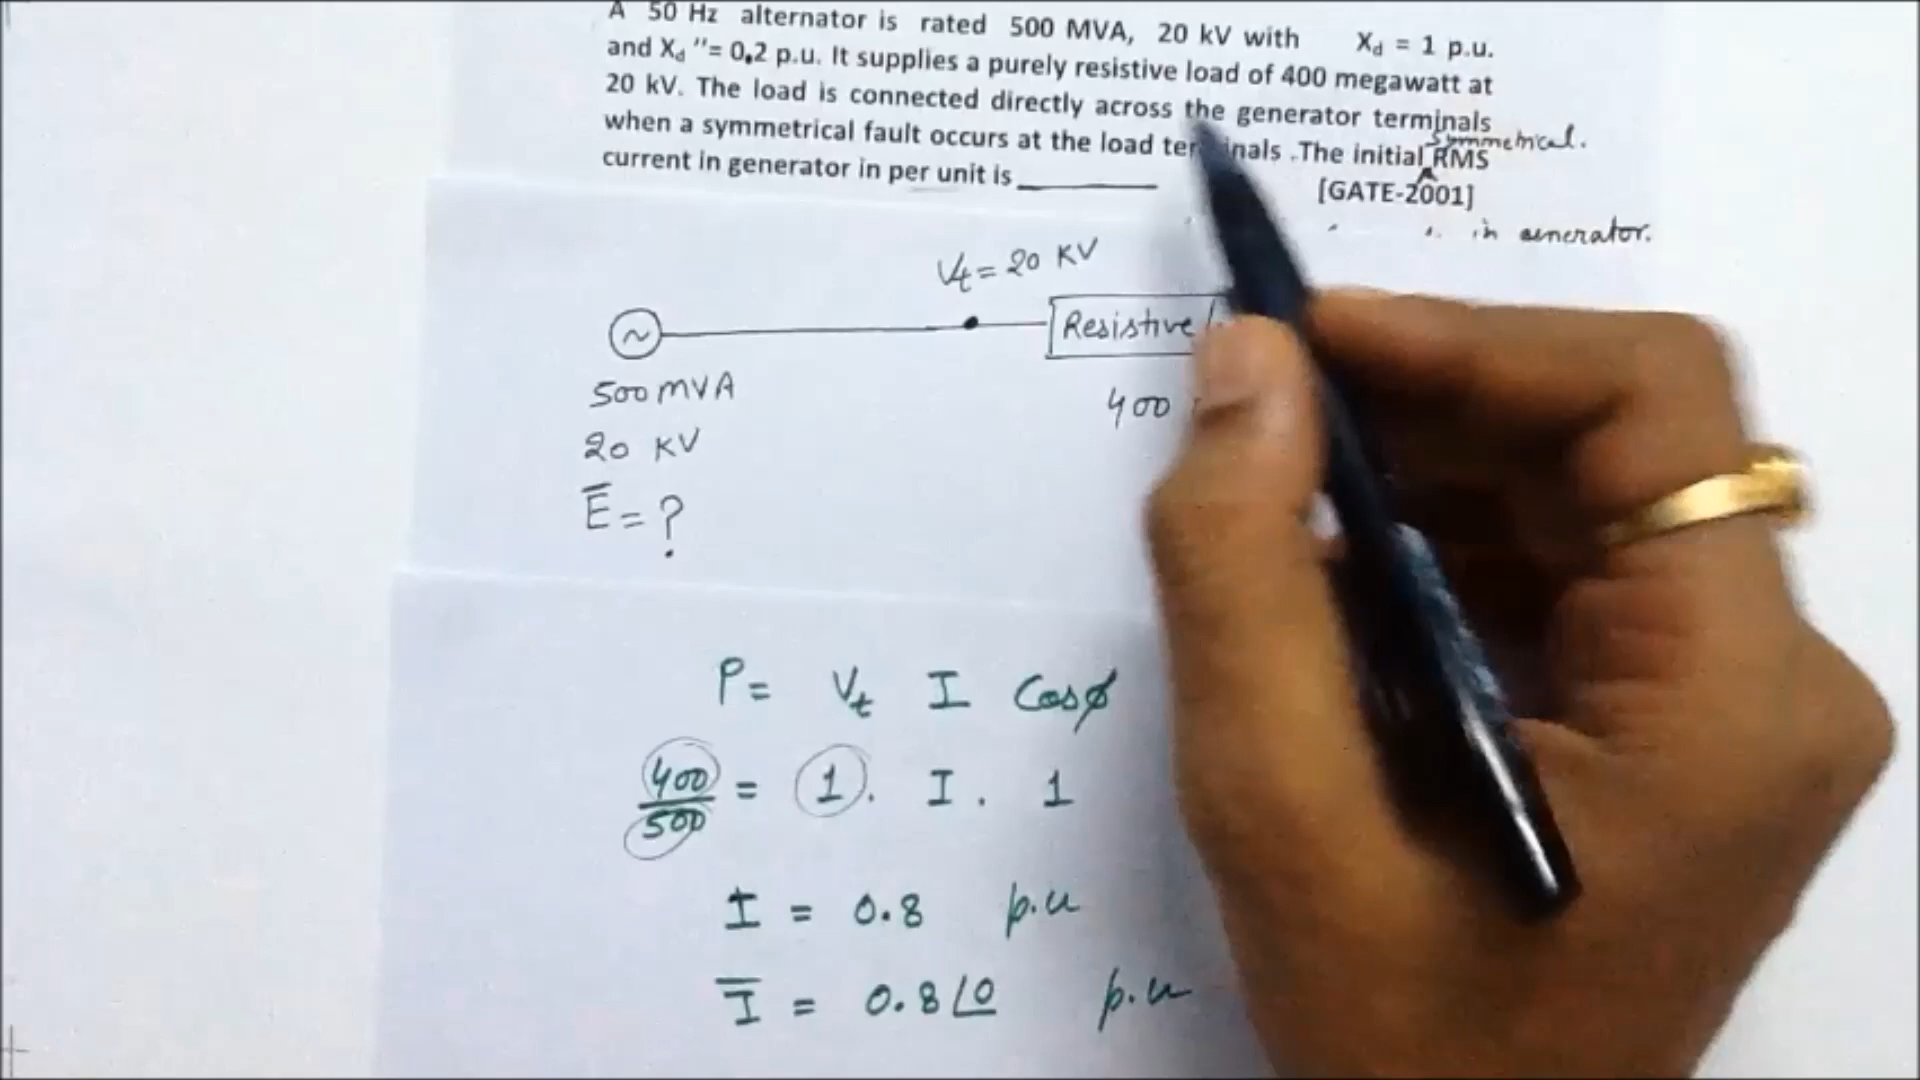 A 50 Hz alternator is rated 500 MVA, 20 kV with Xd = 1 p.u.
and Xd ″= 0.2 p.u. It supplies a purely resistive load of 400 megawatt at
20 kV. The load is connected directly across the generator terminals
when a symmetrical fault occurs at the load terminals .The initial RMS
symmetrical.
current in generator in per unit is ________
[GATE-2001]
in generator.
Vt = 20 KV
~
Resistive
500 MVA
400
20 KV
E̅ = ?
P = Vt I Cosϕ
400/500 = 1 . I . 1
I = 0.8 p.u
I̅ = 0.8∠0 p.u